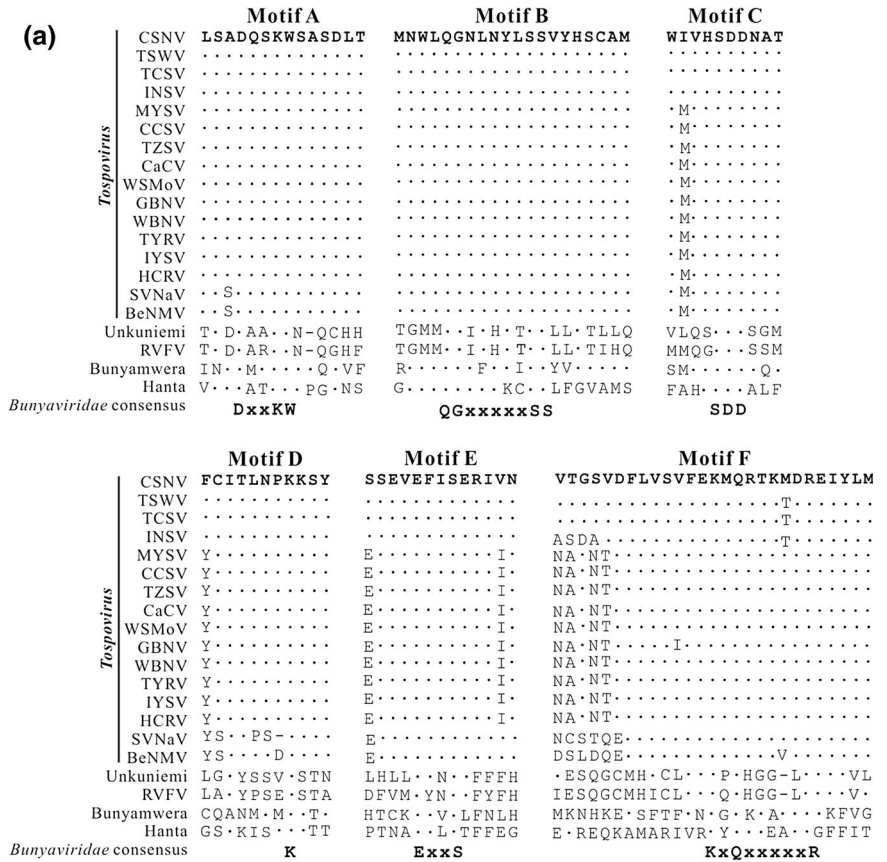 (a)
Motif A Motif B Motif C
CSNV LSADQSKWSASDLT MNWLQGNLNYLSSVYHSCAM WIVHSDDNAT
TSWV ·············· ···················· ··········
TCSV ·············· ···················· ··········
INSV ·············· ···················· ··········
MYSV ·············· ···················· ·M········
CCSV ·············· ···················· ·M········
TZSV ·············· ···················· ·M········
CaCV ·············· ···················· ·M········
WSMoV ·············· ···················· ·M········
GBNV ·············· ···················· ·M········
WBNV ·············· ···················· ·M········
TYRV ·············· ···················· ·M········
IYSV ·············· ···················· ·M········
HCRV ·············· ···················· ·M········
SVNaV ··S··········· ···················· ·M········
BeNMV ··S··········· ···················· ·M········
Tospovirus
Unkuniemi T·D·AA··N-QCHH TGMM··I·H·T··LL·TLLQ VLQS···SGM
RVFV T·D·AR··N-QGHF TGMM··I·H·T··LL·TIHQ MMQG···SSM
Bunyamwera IN··M·····Q·VF R······F··I··YV····· SM······Q·
Hanta V···AT···PG·NS G········KC··LFGVAMS FAH····ALF
Bunyaviridae consensus DxxKW QGxxxxxSS SDD
Motif D Motif E Motif F
CSNV FCITLNPKKSY SSEVEFISERIVN VTGSVDFLVSVFEKMQRTKMDREIYLM
TSWV ··········· ············· ···················T·······
TCSV ··········· ············· ···················T·······
INSV ··········· ············· ASDA···············T·······
MYSV Y·········· E··········I· NA·NT······················
CCSV Y·········· E··········I· NA·NT······················
TZSV Y·········· E··········I· NA·NT······················
CaCV Y·········· E··········I· NA·NT······················
WSMoV Y·········· E··········I· NA·NT······················
GBNV Y·········· E··········I· NA·NT·····I················
WBNV Y·········· E··········I· NA·NT······················
TYRV Y·········· E··········I· NA·NT······················
IYSV Y·········· E··········I· NA·NT······················
HCRV Y·········· E··········I· NA·NT······················
SVNaV YS··PS-···· E············ NCSTQE·····················
BeNMV YS····D···· E············ DSLDQE·············V·······
Tospovirus
Unkuniemi LG·YSSV·STN LHLL··N··FFFH ·ESQGCMH·CL···P·HGG-L····VL
RVFV LA·YPSE·STA DFVM·YN··FYFH IESQGCMHICL···Q·HGG-L····V·
Bunyamwera CQANM·M··T· HTCK··V·LFNLH MKNHKE·SFTF·N·G·K·A····KFVG
Hanta GS·KIS···TT PTNA··L·TFFEG E·REQKAMARIVR·Y···EA··GFFIT
Bunyaviridae consensus K ExxS KxQxxxxxR